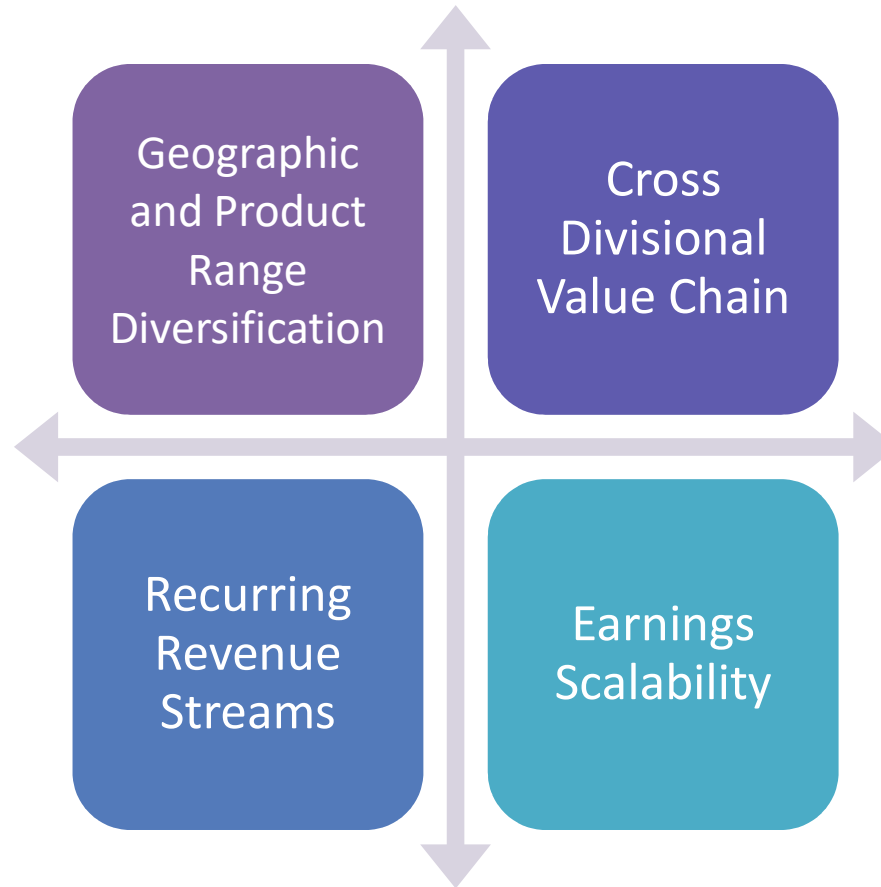 Geographic
and Product
Range
Diversification
Cross
Divisional
Value Chain
Recurring
Revenue
Streams
Earnings
Scalability